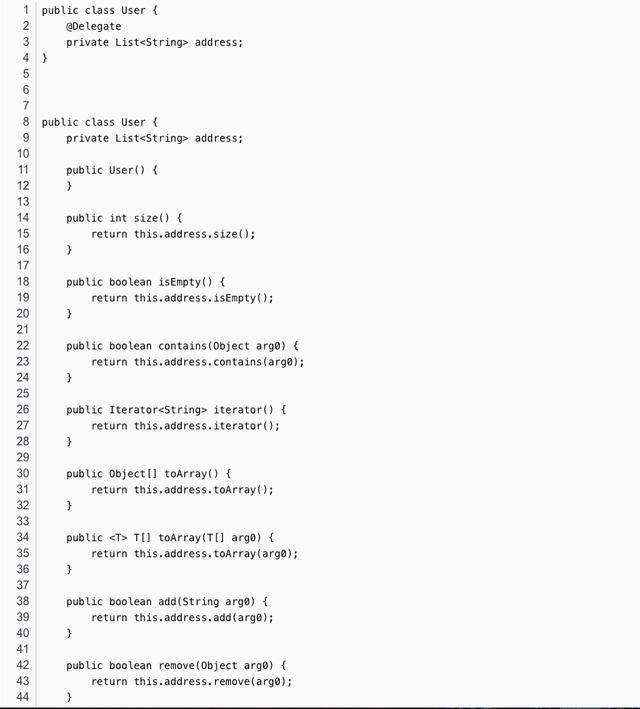 1 public class User {
2     @Delegate
3     private List<String> address;
4 }
5
6
7
8 public class User {
9     private List<String> address;
10
11     public User() {
12     }
13
14     public int size() {
15         return this.address.size();
16     }
17
18     public boolean isEmpty() {
19         return this.address.isEmpty();
20     }
21
22     public boolean contains(Object arg0) {
23         return this.address.contains(arg0);
24     }
25
26     public Iterator<String> iterator() {
27         return this.address.iterator();
28     }
29
30     public Object[] toArray() {
31         return this.address.toArray();
32     }
33
34     public <T> T[] toArray(T[] arg0) {
35         return this.address.toArray(arg0);
36     }
37
38     public boolean add(String arg0) {
39         return this.address.add(arg0);
40     }
41
42     public boolean remove(Object arg0) {
43         return this.address.remove(arg0);
44     }